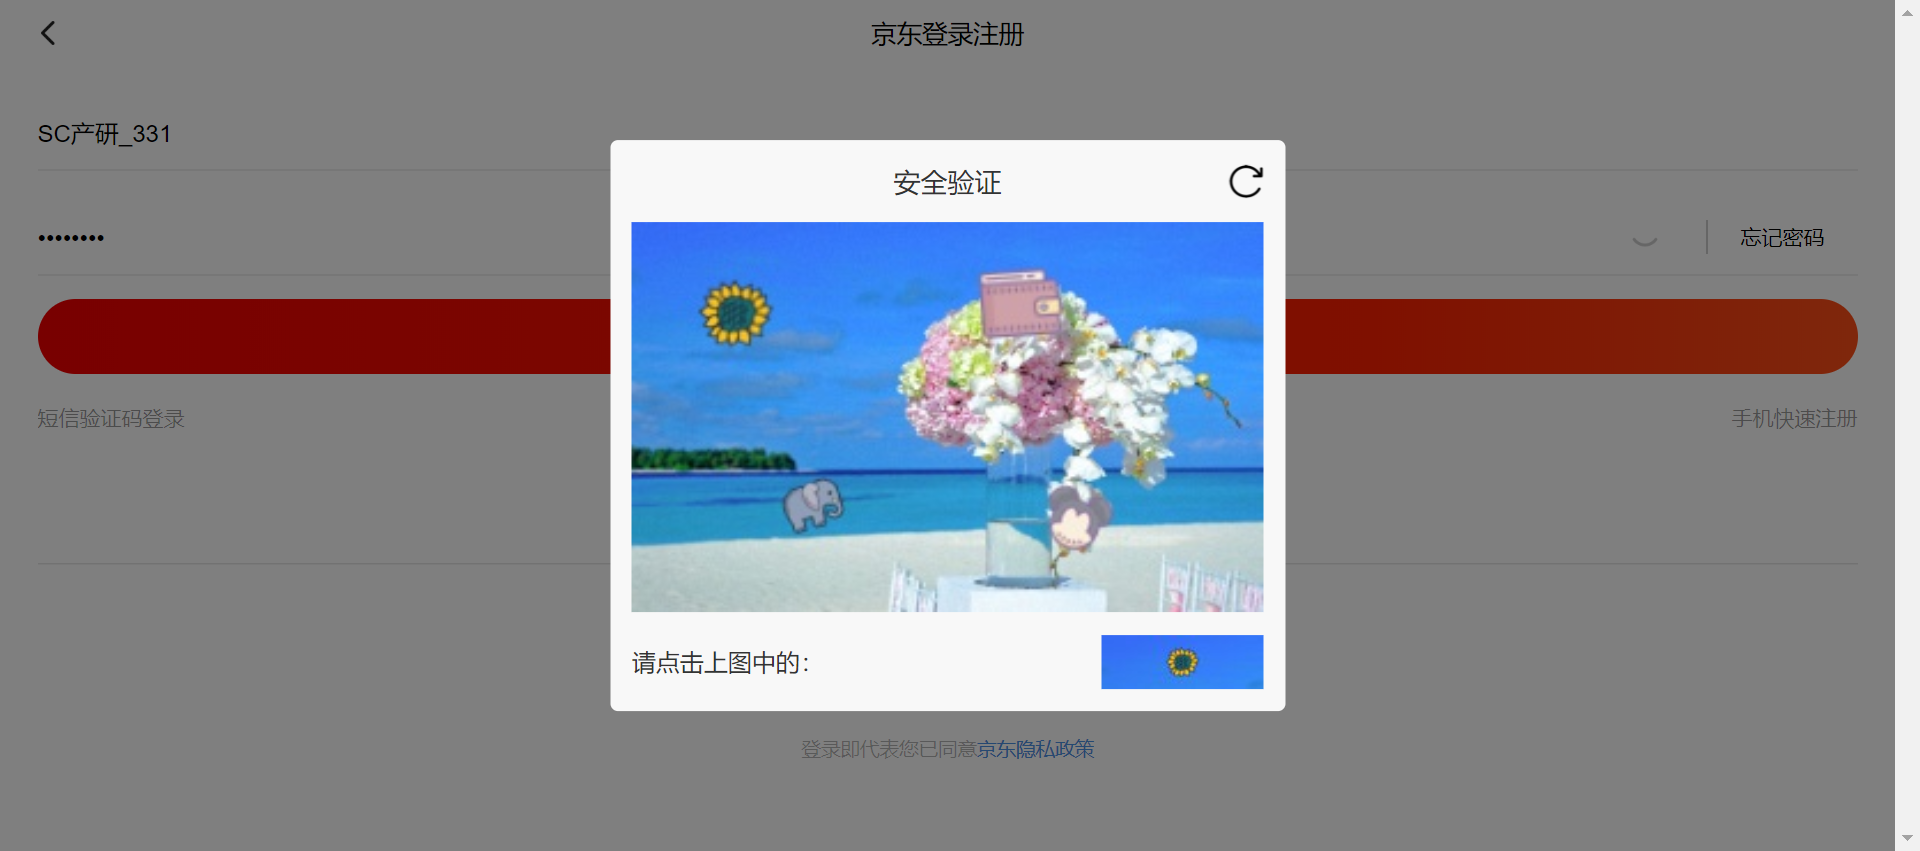 京东登录注册
SC产研_331
••••••••
忘记密码
短信验证码登录
手机快速注册
安全验证
请点击上图中的：
登录即代表您已同意京东隐私政策